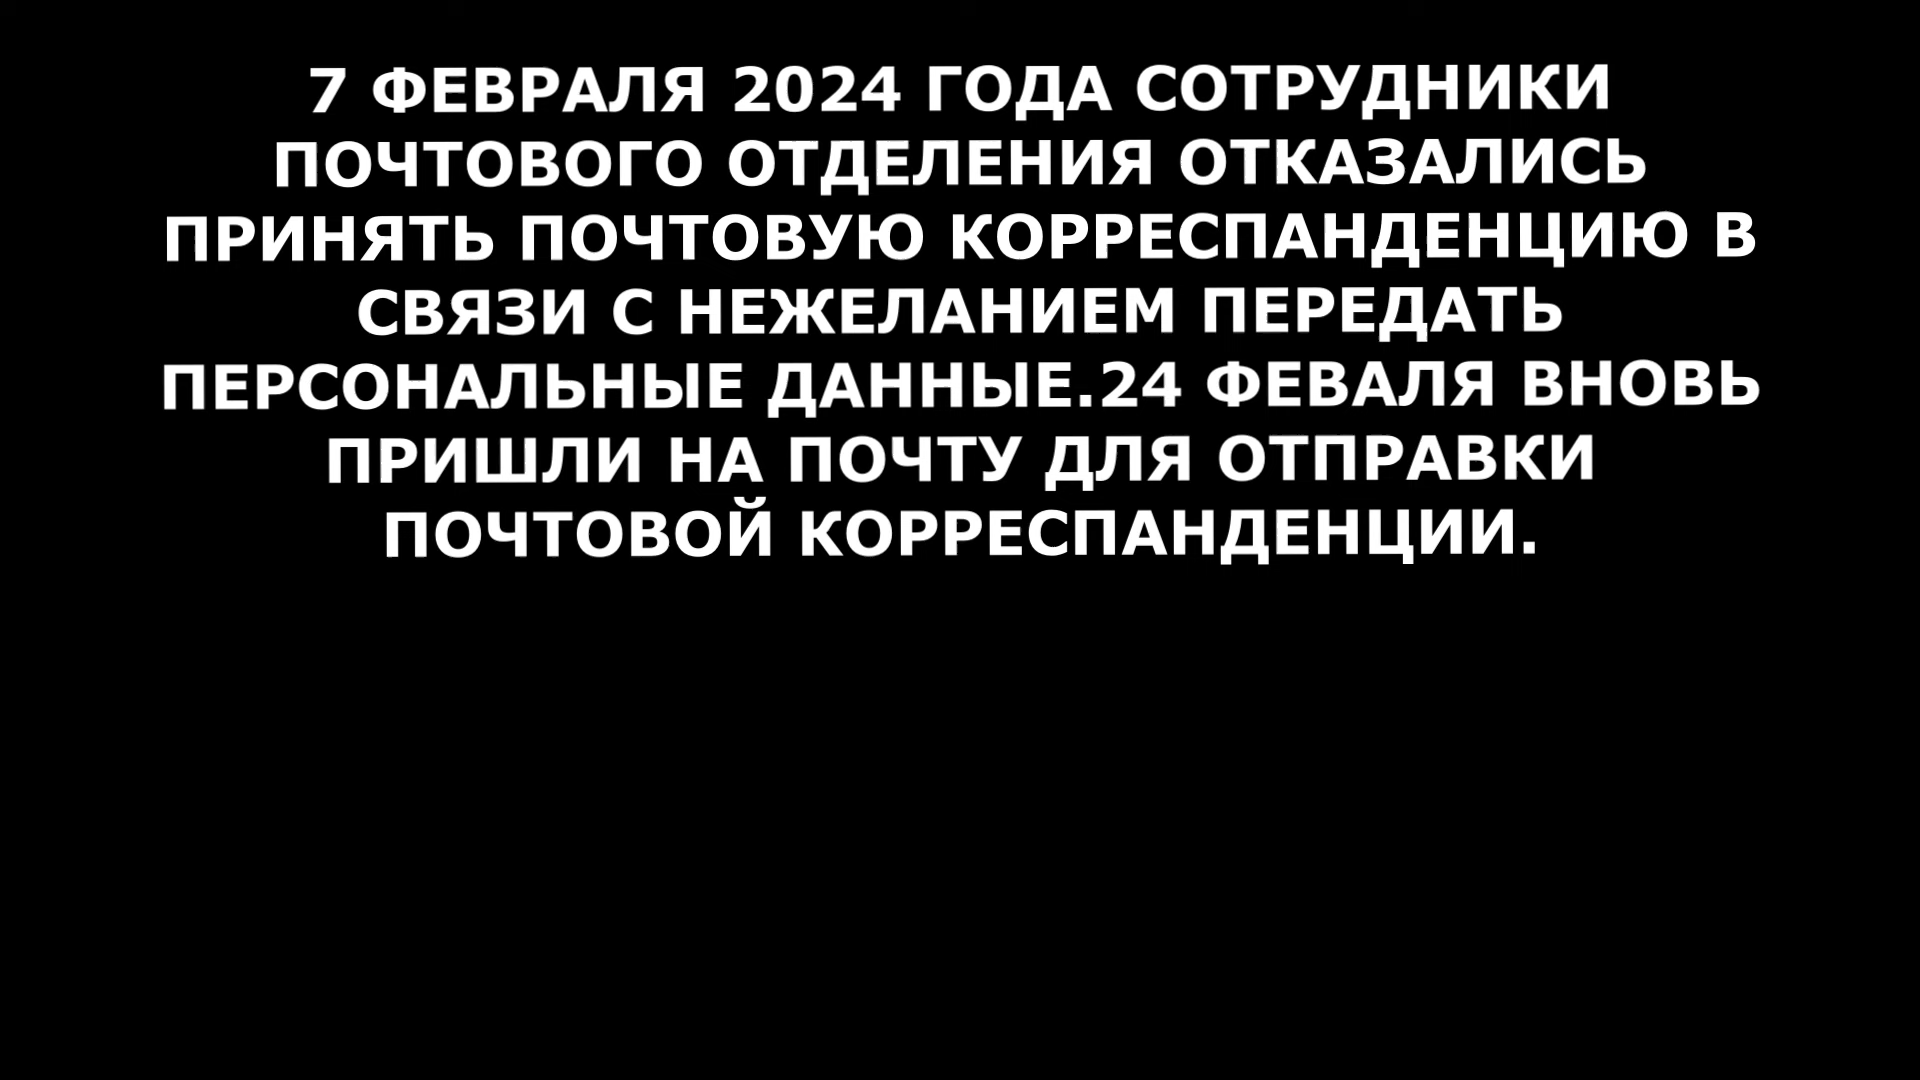 7 ФЕВРАЛЯ 2024 ГОДА СОТРУДНИКИ
ПОЧТОВОГО ОТДЕЛЕНИЯ ОТКАЗАЛИСЬ
ПРИНЯТЬ ПОЧТОВУЮ КОРРЕСПАНДЕНЦИЮ В
СВЯЗИ С НЕЖЕЛАНИЕМ ПЕРЕДАТЬ
ПЕРСОНАЛЬНЫЕ ДАННЫЕ.24 ФЕВАЛЯ ВНОВЬ
ПРИШЛИ НА ПОЧТУ ДЛЯ ОТПРАВКИ
ПОЧТОВОЙ КОРРЕСПАНДЕНЦИИ.